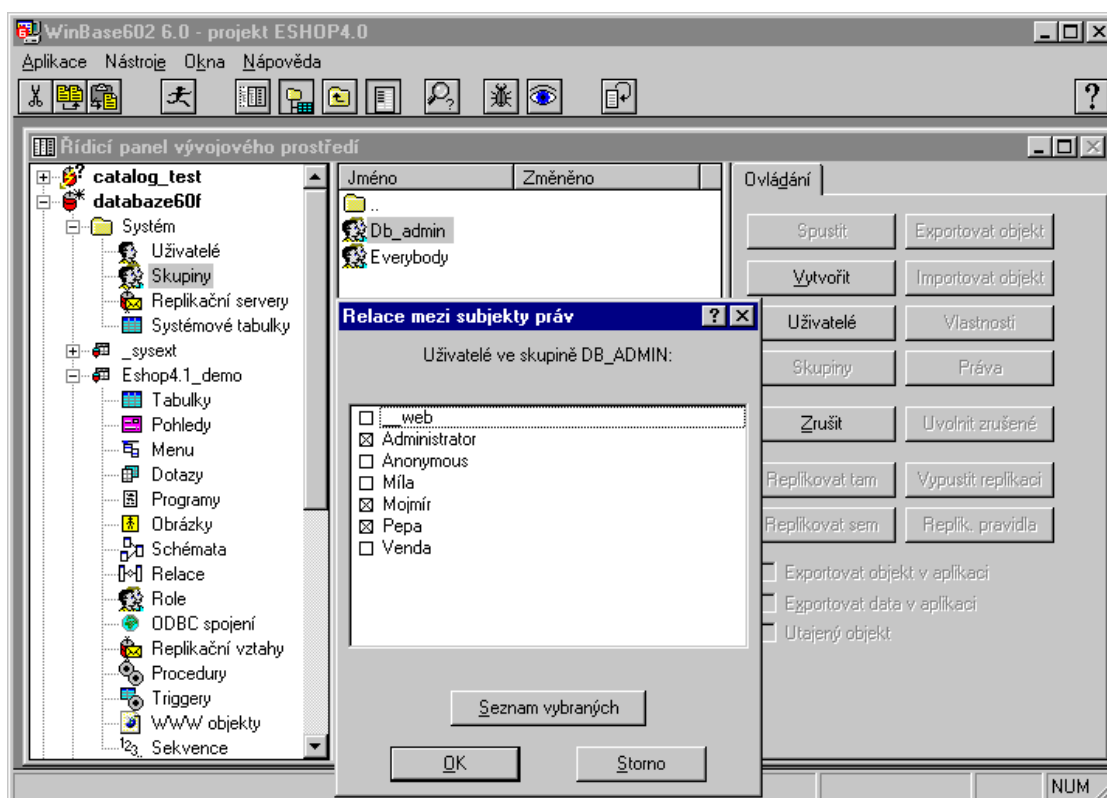 WinBase602 6.0 - projekt ESHOP4.0
Aplikace Nástroje Okna Nápověda
Řídicí panel vývojového prostředí
catalog_test
databaze60f
Systém
Uživatelé
Skupiny
Replikační servery
Systémové tabulky
_sysext
Eshop4.1_demo
Tabulky
Pohledy
Menu
Dotazy
Programy
Obrázky
Schémata
Relace
Role
ODBC spojení
Replikační vztahy
Procedury
Triggery
WWW objekty
Sekvence
Jméno Změněno
..
Db_admin
Everybody
Relace mezi subjekty práv
Uživatelé ve skupině DB_ADMIN:
__web
Administrator
Anonymous
Míla
Mojmír
Pepa
Venda
Seznam vybraných
OK Storno
Ovládání
Spustit Exportovat objekt
Vytvořit Importovat objekt
Uživatelé Vlastnosti
Skupiny Práva
Zrušit Uvolnit zrušené
Replikovat tam Vypustit replikaci
Replikovat sem Replik. pravidla
Exportovat objekt v aplikaci
Exportovat data v aplikaci
Utajený objekt
NUM